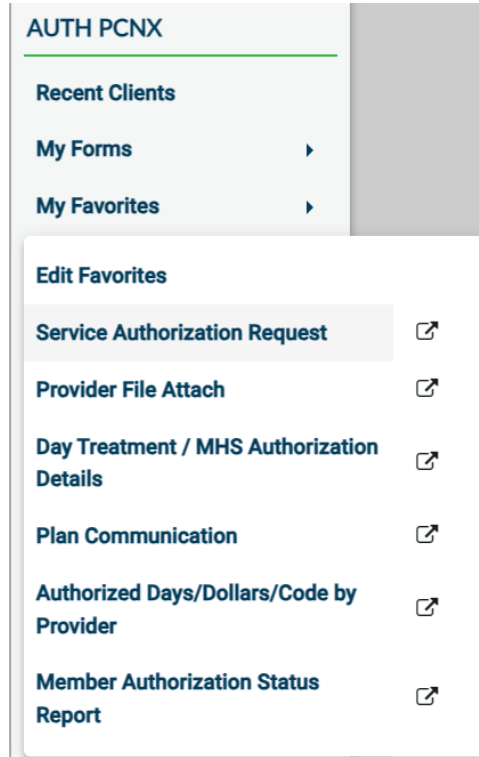 AUTH PCNX
Recent Clients
My Forms
My Favorites
Edit Favorites
Service Authorization Request
Provider File Attach
Day Treatment / MHS Authorization
Details
Plan Communication
Authorized Days/Dollars/Code by
Provider
Member Authorization Status
Report